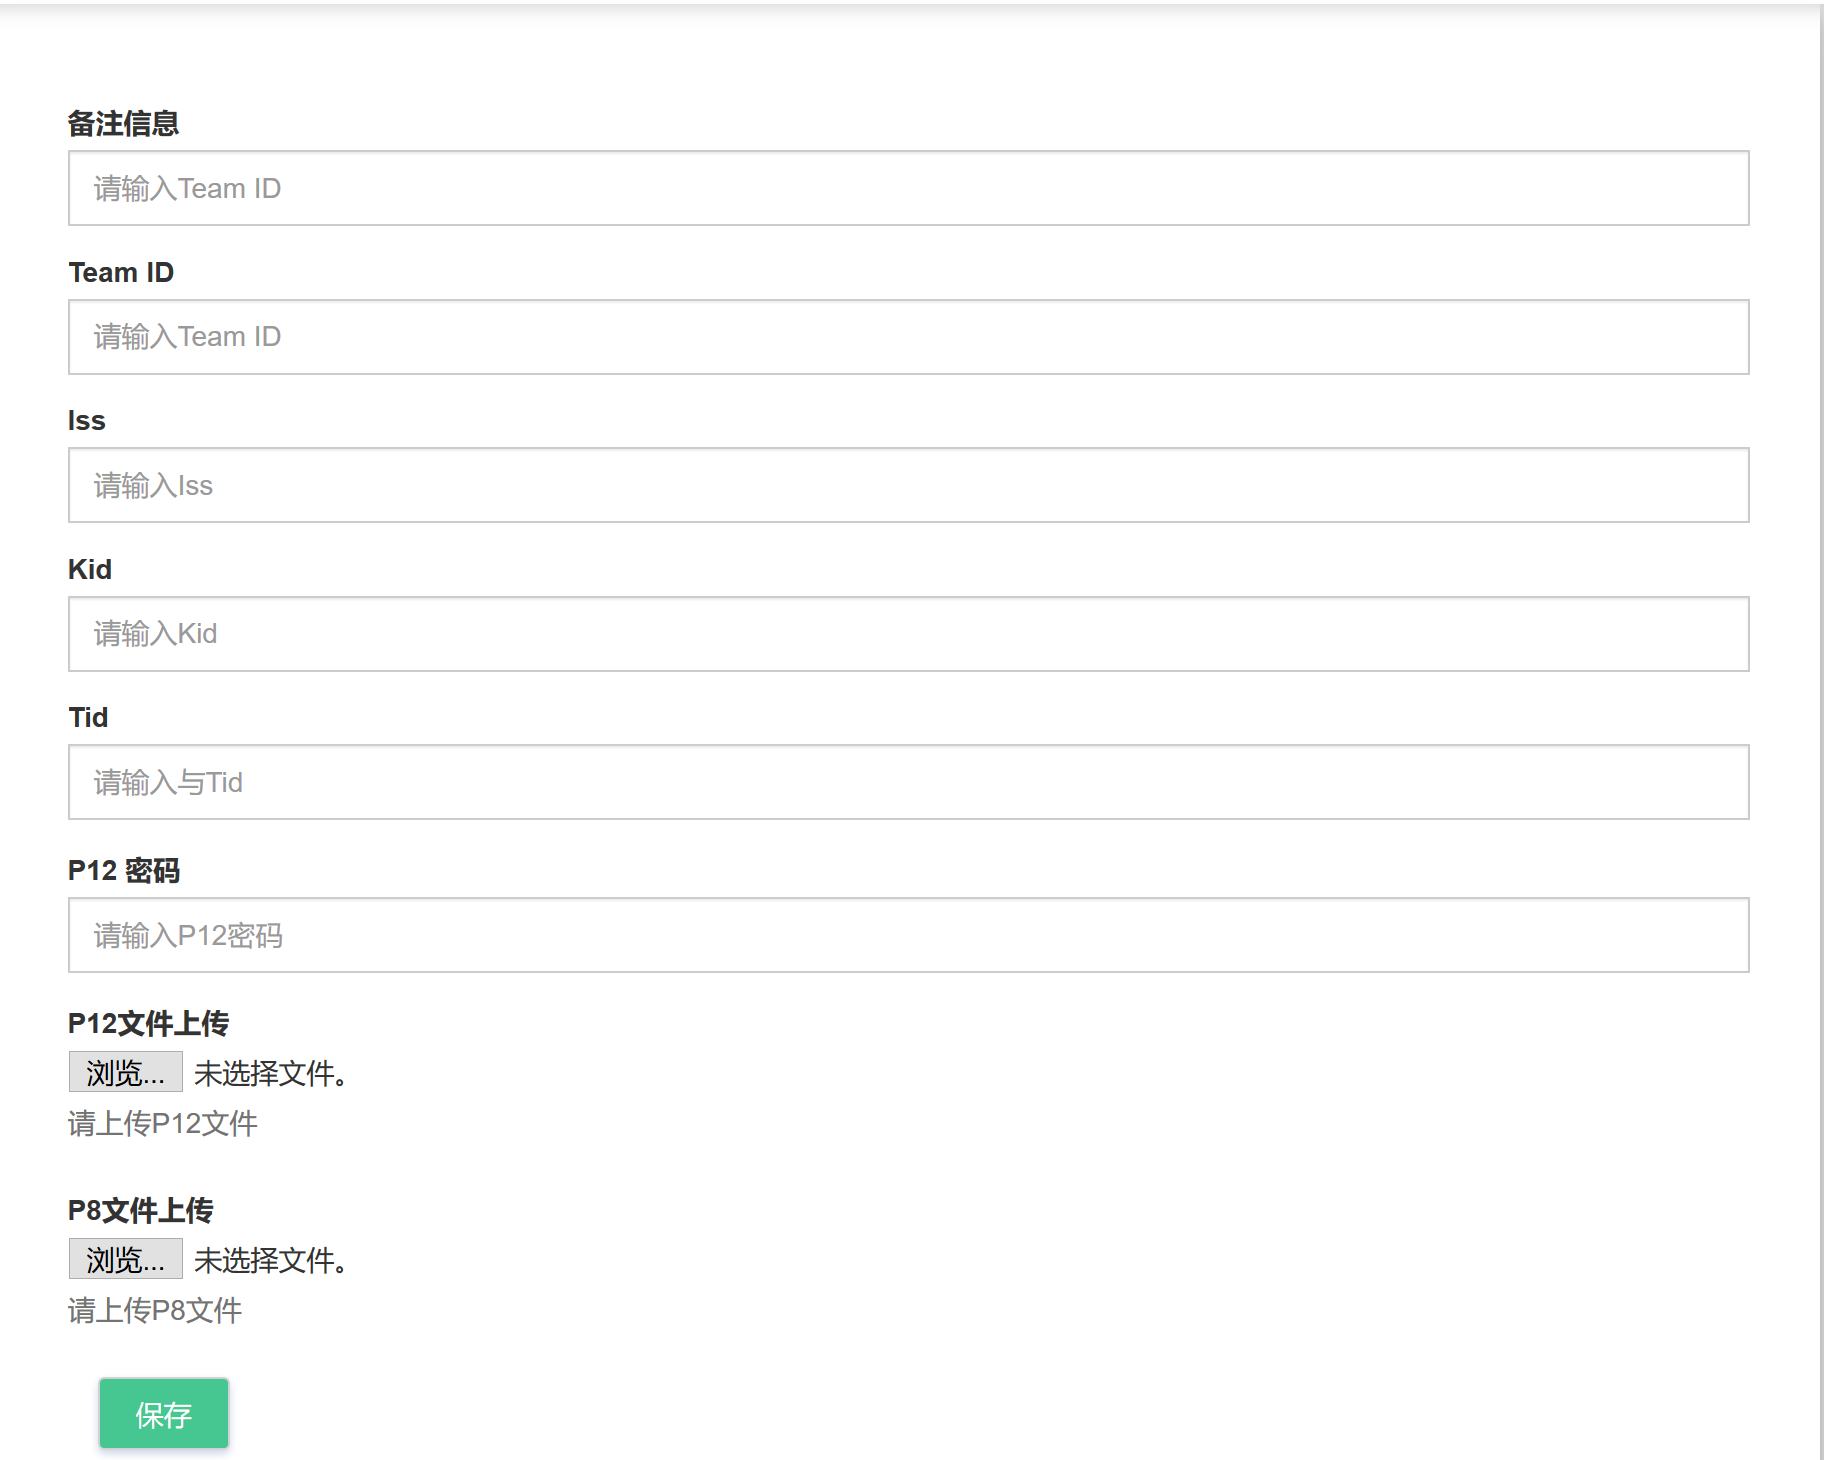 备注信息
请输入Team ID
Team ID
请输入Team ID
Iss
请输入Iss
Kid
请输入Kid
Tid
请输入与Tid
P12 密码
请输入P12密码
P12文件上传
浏览... 未选择文件。
请上传P12文件
P8文件上传
浏览... 未选择文件。
请上传P8文件
保存